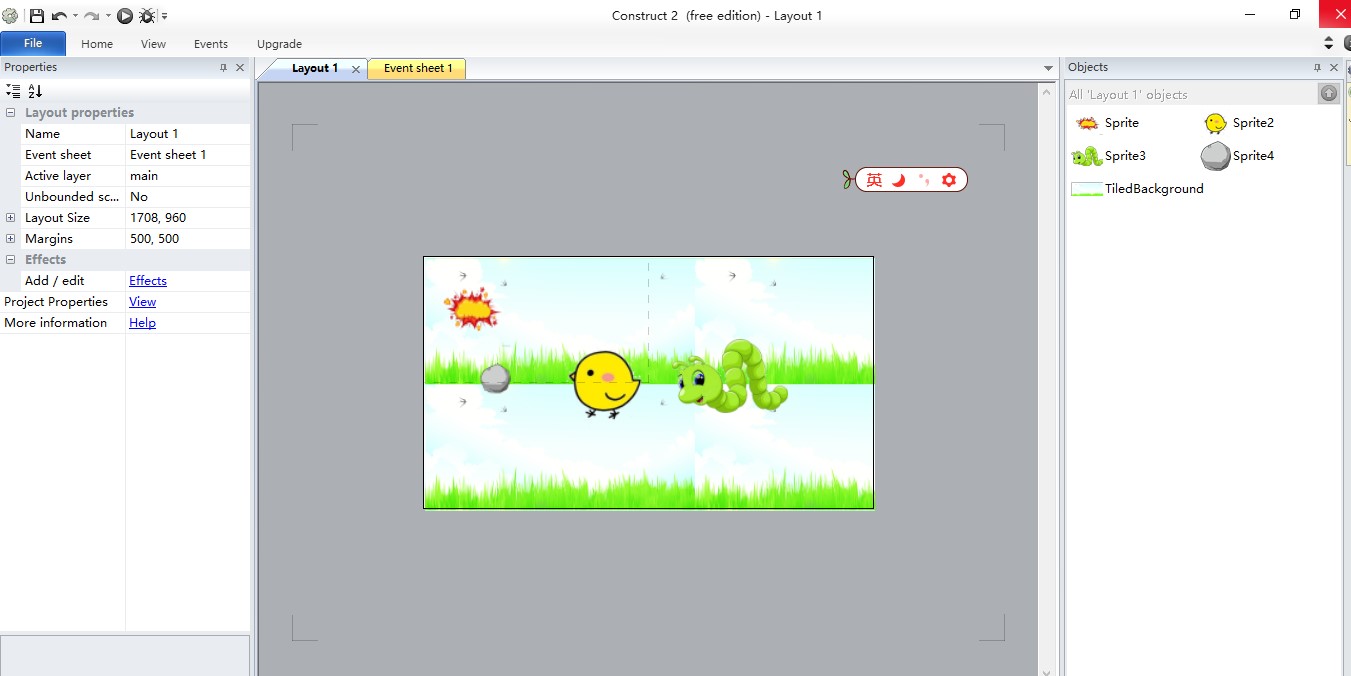 Construct 2 (free edition) - Layout 1
File Home View Events Upgrade
Properties
Layout 1
Event sheet 1
Objects
A Z
Layout properties
Name Layout 1
Event sheet Event sheet 1
Active layer main
Unbounded sc... No
Layout Size 1708, 960
Margins 500, 500
Effects
Add / edit Effects
Project Properties View
More information Help
英
All 'Layout 1' objects
Sprite Sprite2
Sprite3 Sprite4
TiledBackground